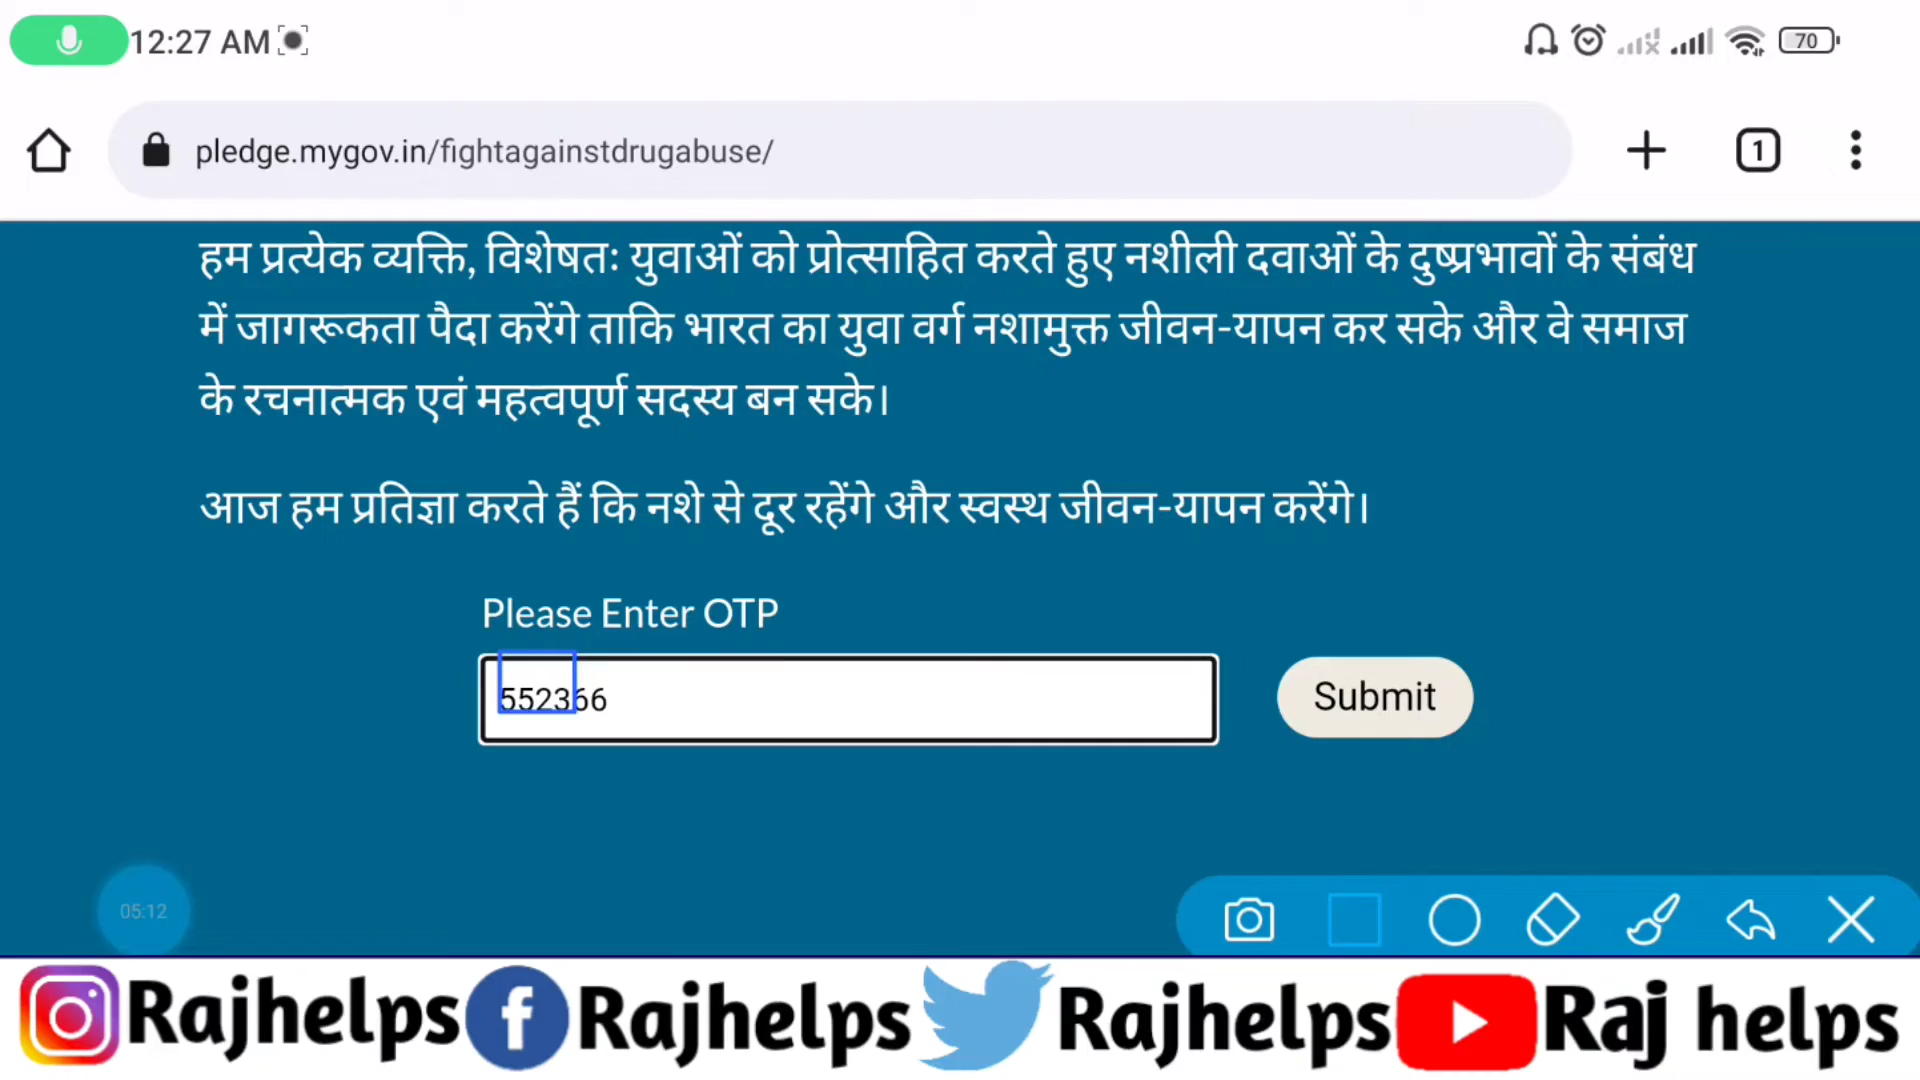 12:27 AM
70
pledge.mygov.in/fightagainstdrugabuse/
1
हम प्रत्येक व्यक्ति, विशेषतः युवाओं को प्रोत्साहित करते हुए नशीली दवाओं के दुष्प्रभावों के संबंध
में जागरूकता पैदा करेंगे ताकि भारत का युवा वर्ग नशामुक्त जीवन-यापन कर सके और वे समाज
के रचनात्मक एवं महत्वपूर्ण सदस्य बन सके।
आज हम प्रतिज्ञा करते हैं कि नशे से दूर रहेंगे और स्वस्थ जीवन-यापन करेंगे।
Please Enter OTP
552366
Submit
05:12
Rajhelps Rajhelps Rajhelps Raj helps